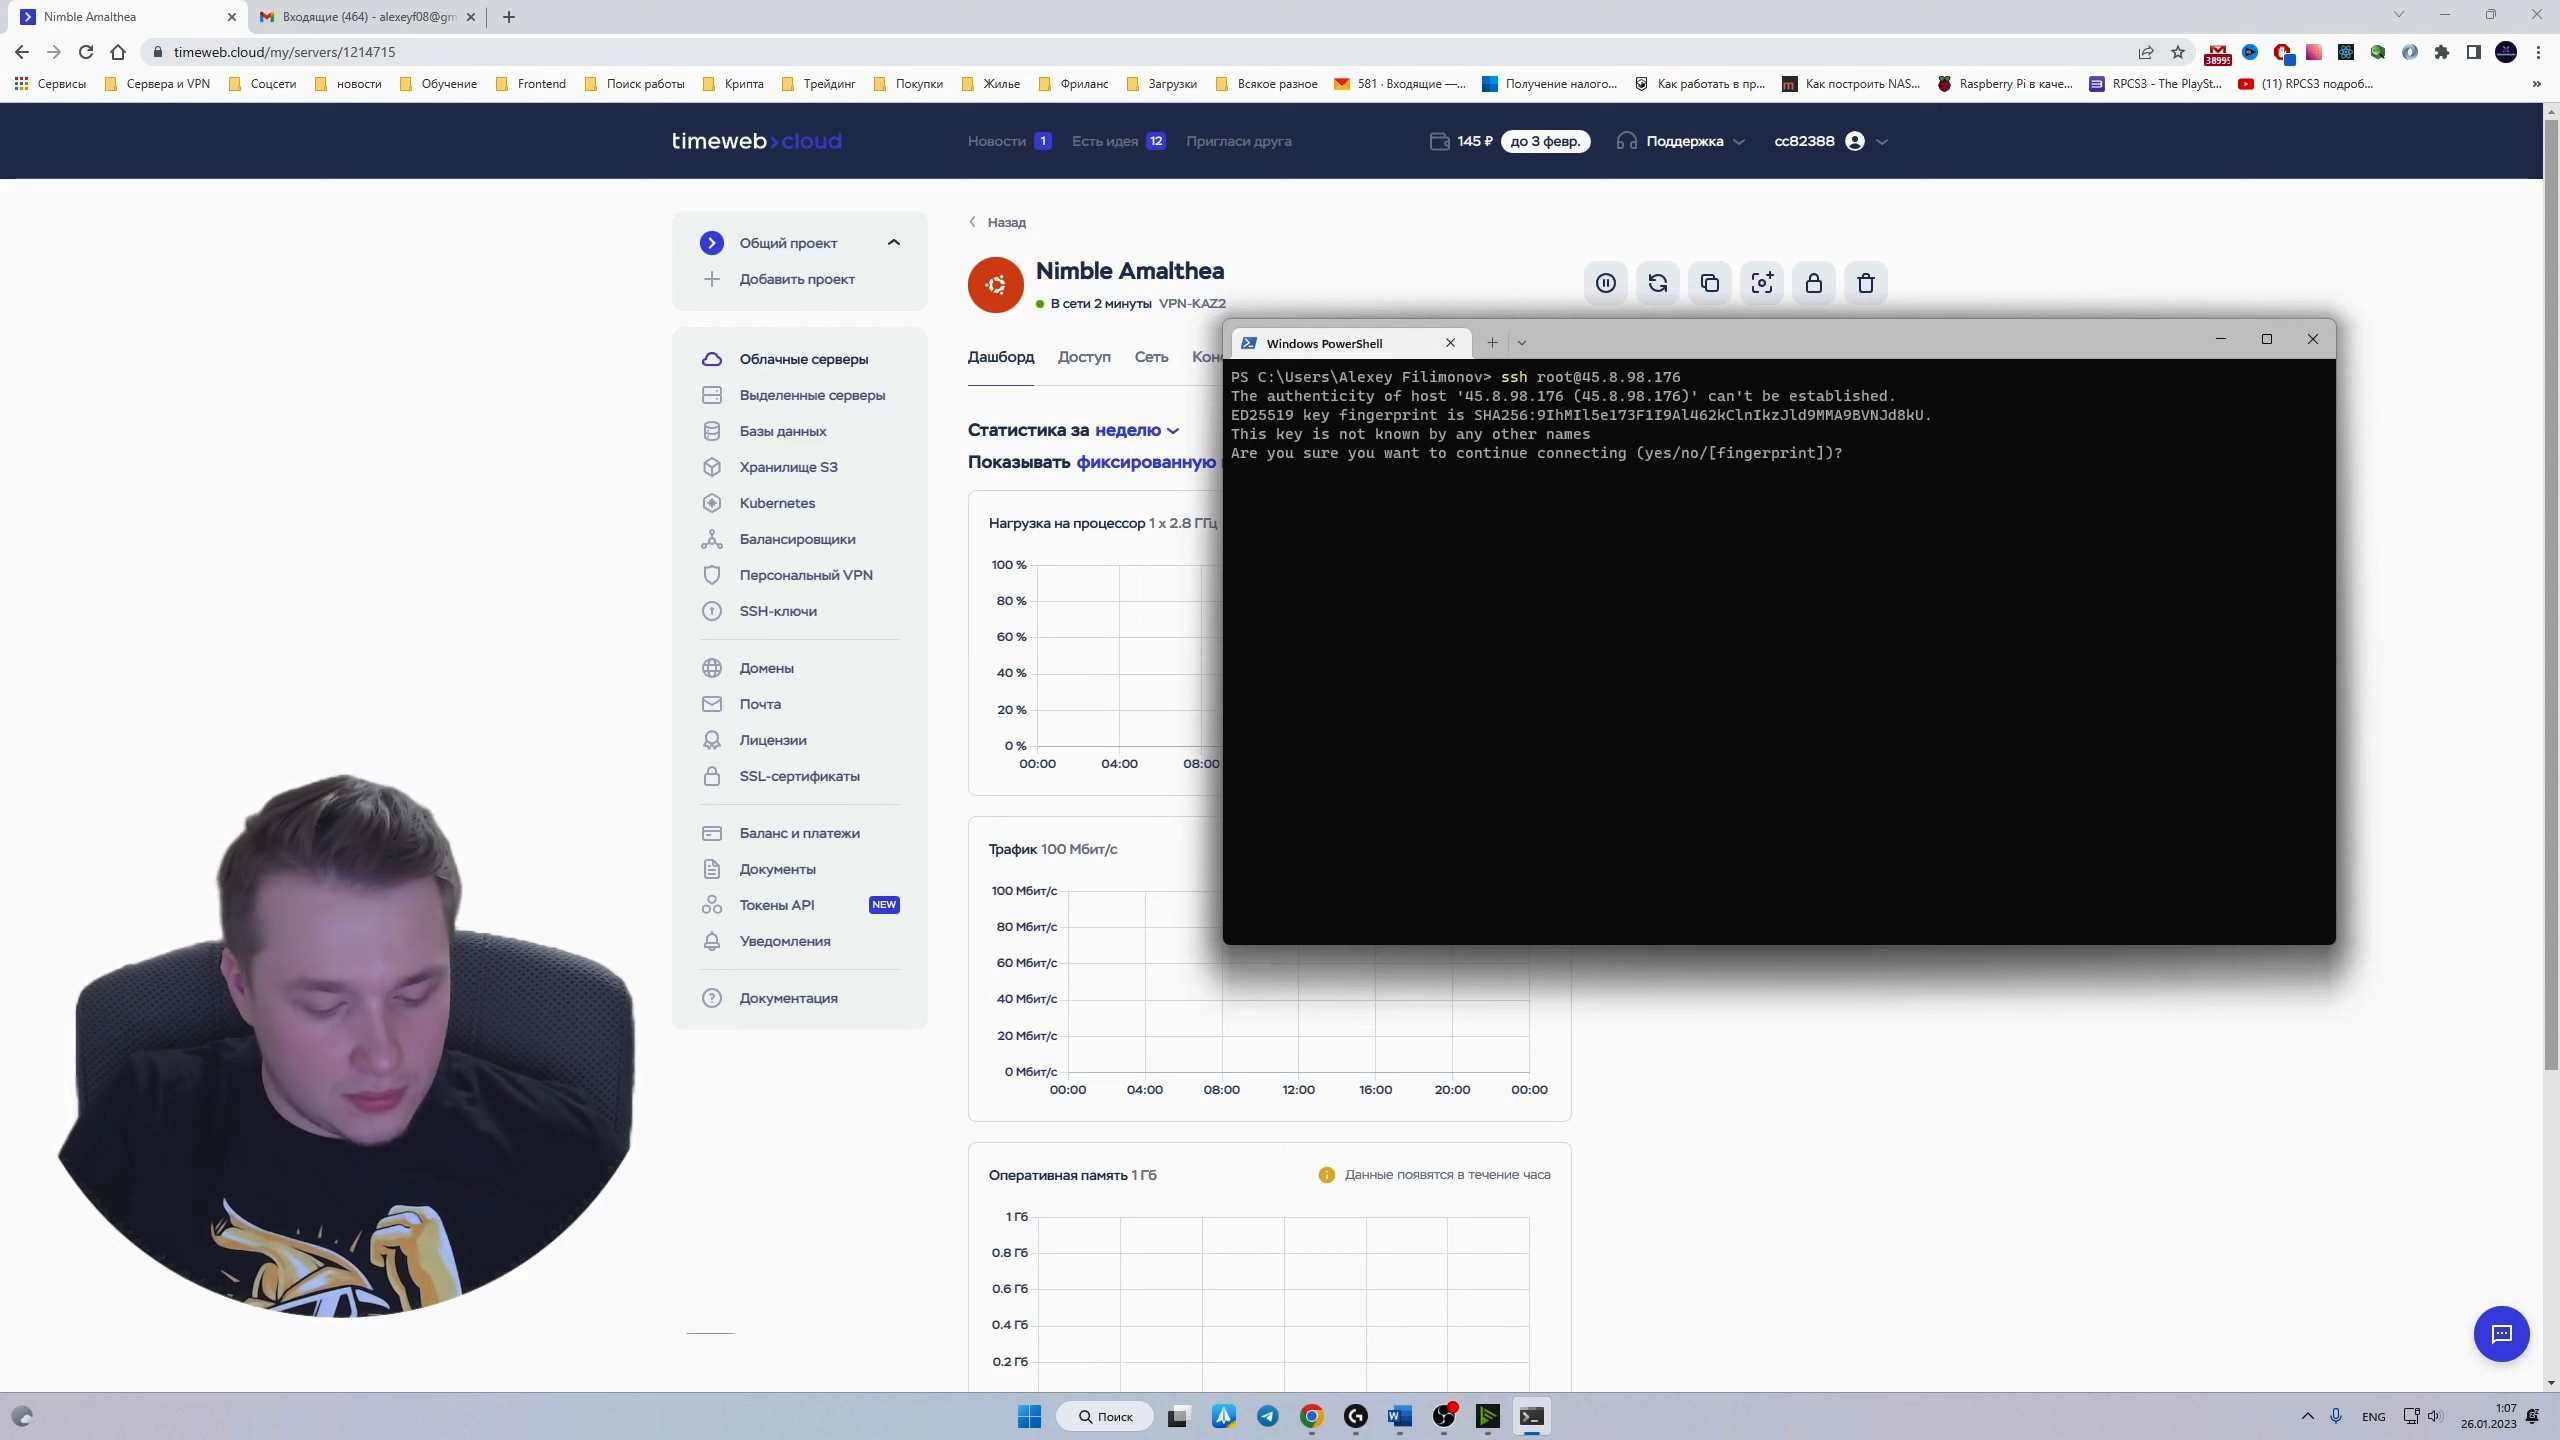 Nimble Amalthea
Входящие (464) - alexeyf08@gm
timeweb.cloud/my/servers/1214715
38995
Сервисы
Сервера и VPN
Соцсети
новости
Обучение
Frontend
Поиск работы
Крипта
Трейдинг
Покупки
Жилье
Фриланс
Загрузки
Всякое разное
581 · Входящие —...
Получение налого...
Как работать в пр...
Как построить NAS...
Raspberry Pi в каче...
RPCS3 - The PlaySt...
(11) RPCS3 подроб...
»
timeweb>cloud
Новости 1
Есть идея 12
Пригласи друга
145 ₽ до 3 февр.
Поддержка
cc82388
Общий проект
Добавить проект
Облачные серверы
Выделенные серверы
Базы данных
Хранилище S3
Kubernetes
Балансировщики
Персональный VPN
SSH-ключи
Домены
Почта
Лицензии
SSL-сертификаты
Баланс и платежи
Документы
Токены API NEW
Уведомления
Документация
Назад
Nimble Amalthea
В сети 2 минуты VPN-KAZ2
Дашборд Доступ Сеть
Статистика за неделю
Показывать фиксированную
Нагрузка на процессор 1 x 2.8 ГГц
100 %
80 %
60 %
40 %
20 %
0 %
00:00 04:00 08:00
Трафик 100 Мбит/с
100 Мбит/с
80 Мбит/с
60 Мбит/с
40 Мбит/с
20 Мбит/с
0 Мбит/с
00:00 04:00 08:00 12:00 16:00 20:00 00:00
Оперативная память 1 Гб
Данные появятся в течение часа
1 Гб
0.8 Гб
0.6 Гб
0.4 Гб
0.2 Гб
Windows PowerShell
PS C:\Users\Alexey Filimonov> ssh root@45.8.98.176
The authenticity of host '45.8.98.176 (45.8.98.176)' can't be established.
ED25519 key fingerprint is SHA256:9IhMIl5e173F1I9Al462kClnIkzJld9MMA9BVNJd8kU.
This key is not known by any other names
Are you sure you want to continue connecting (yes/no/[fingerprint])?
Поиск
ENG
1:07
26.01.2023